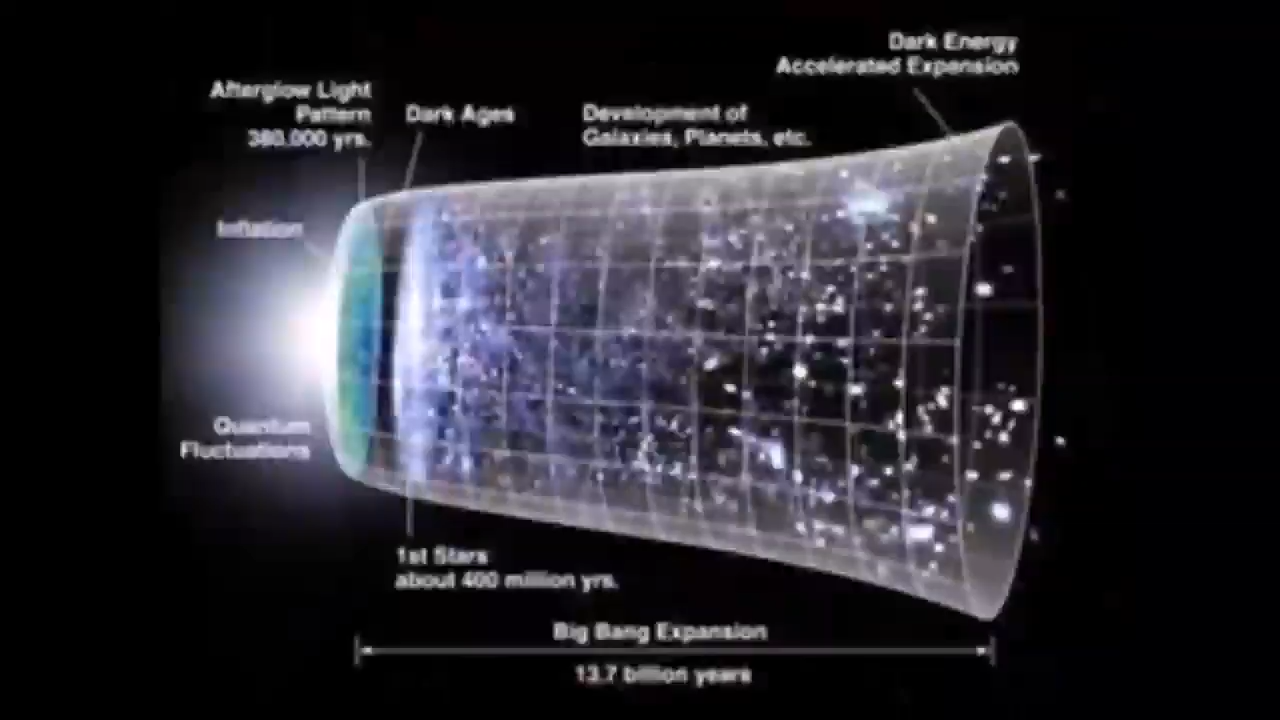 Dark Energy
Accelerated Expansion
Afterglow Light
Pattern
380,000 yrs.
Dark Ages
Development of
Galaxies, Planets, etc.
Inflation
Quantum
Fluctuations
1st Stars
about 400 million yrs.
Big Bang Expansion
13.7 billion years